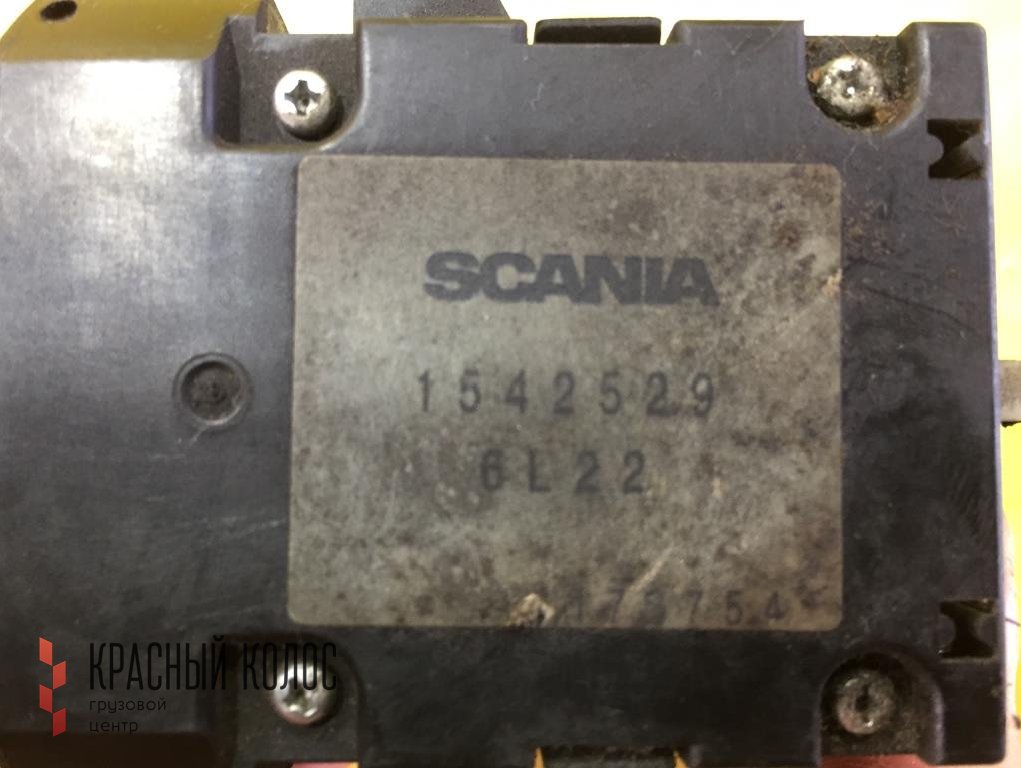 SCANIA
1542529
6L22
КРАСНЫЙ КОЛОС
грузовой
центр